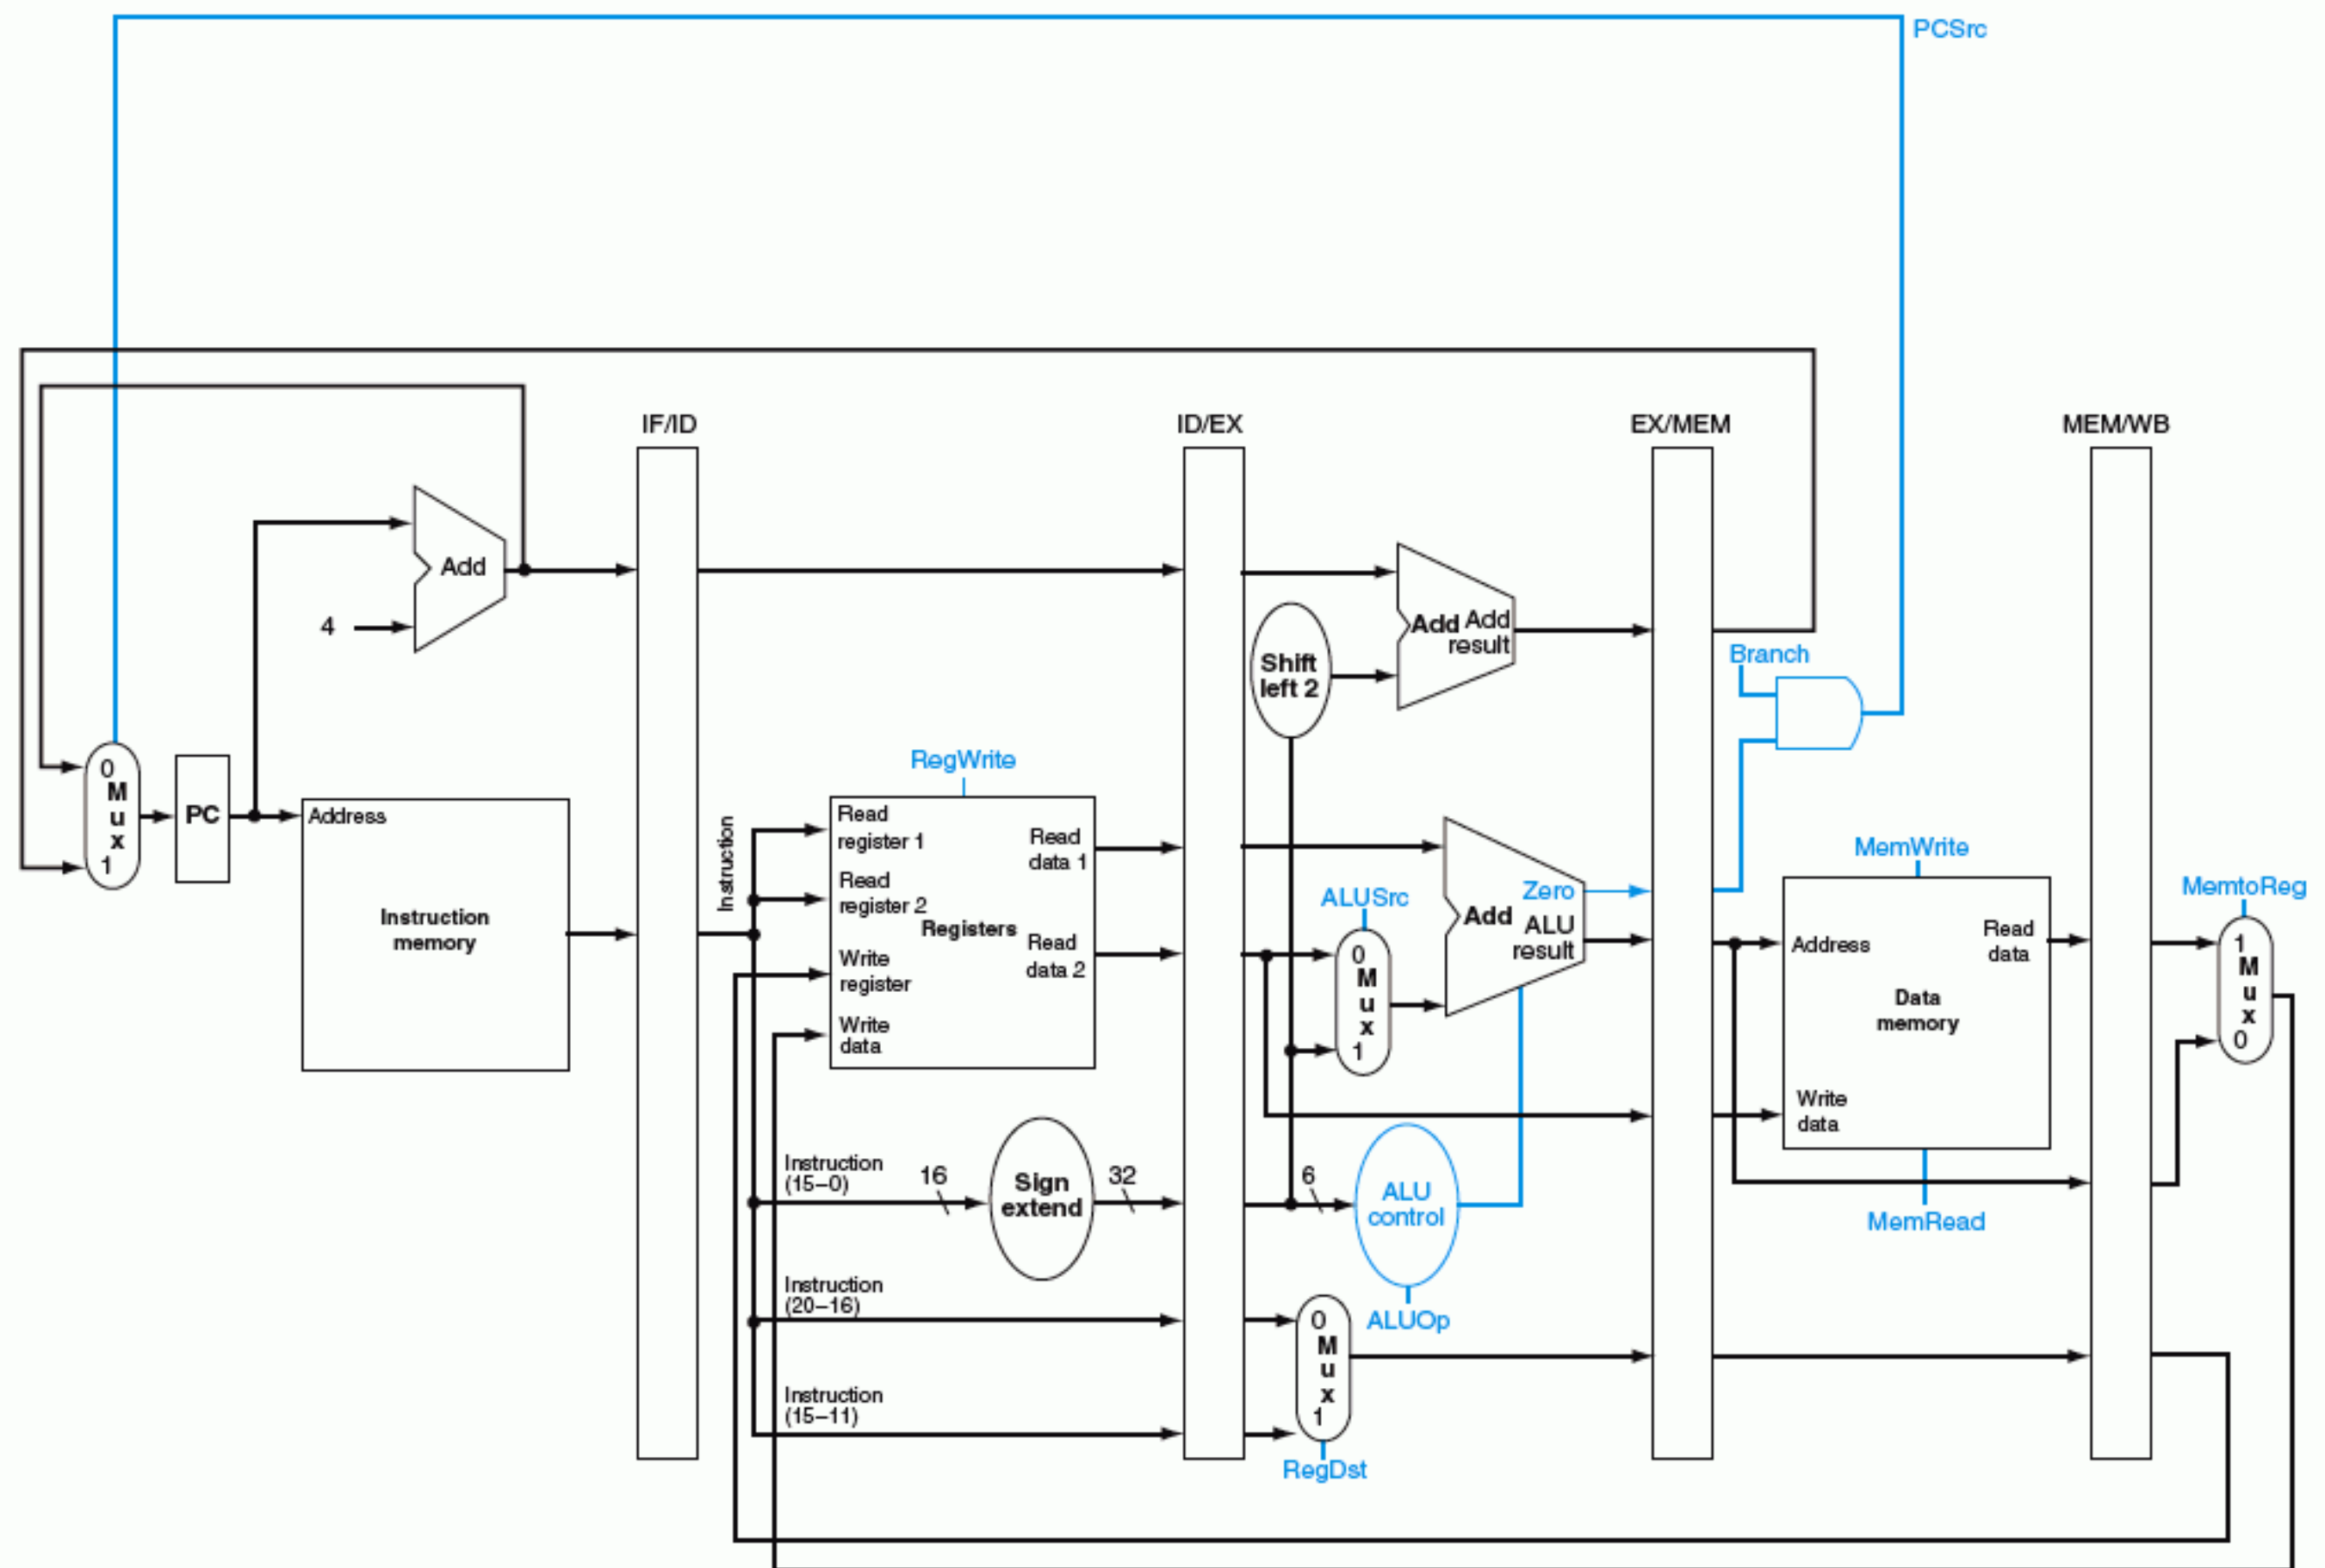 PCSrc
IF/ID
ID/EX
EX/MEM
MEM/WB
Add
4
Add Add
result
Shift
left 2
Branch
RegWrite
0
M
u
x
1
PC
Address
Instruction
memory
Instruction
Read
register 1
Read
register 2
Registers
Write
register
Write
data
Read
data 1
Read
data 2
ALUSrc
0
M
u
x
1
Zero
Add ALU
result
MemWrite
Address
Read
data
Data
memory
Write
data
MemRead
MemtoReg
1
M
u
x
0
Instruction
(15–0)
16
Sign
extend
32
6
ALU
control
ALUOp
Instruction
(20–16)
Instruction
(15–11)
0
M
u
x
1
RegDst